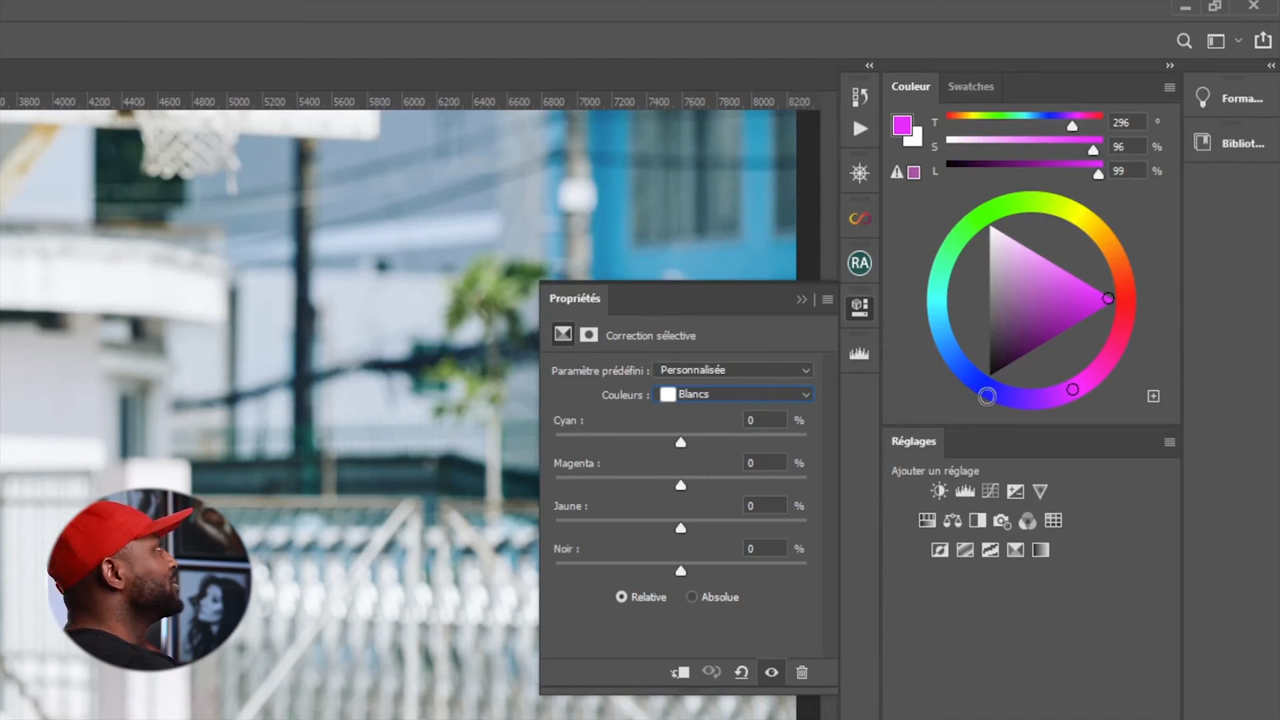 3800 4000 4200 4400 4600 4800 5000 5200 5400 5600 5800 6000 6200 6400 6600 6800 7000 7200 7400 7600 7800 8000 8200
Couleur Swatches
T 296 °
S 96 %
L 99 %
Forma...
Bibliot...
RA
Propriétés
Correction sélective
Paramètre prédéfini : Personnalisée
Couleurs : Blancs
Cyan : 0 %
Magenta : 0 %
Jaune : 0 %
Noir : 0 %
Relative Absolue
Réglages
Ajouter un réglage